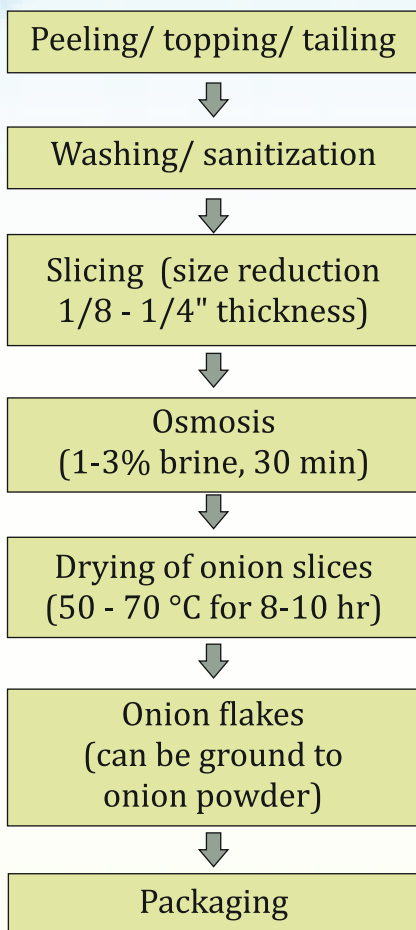 Peeling/ topping/ tailing
Washing/ sanitization
Slicing (size reduction
1/8 - 1/4" thickness)
Osmosis
(1-3% brine, 30 min)
Drying of onion slices
(50 - 70 °C for 8-10 hr)
Onion flakes
(can be ground to
onion powder)
Packaging